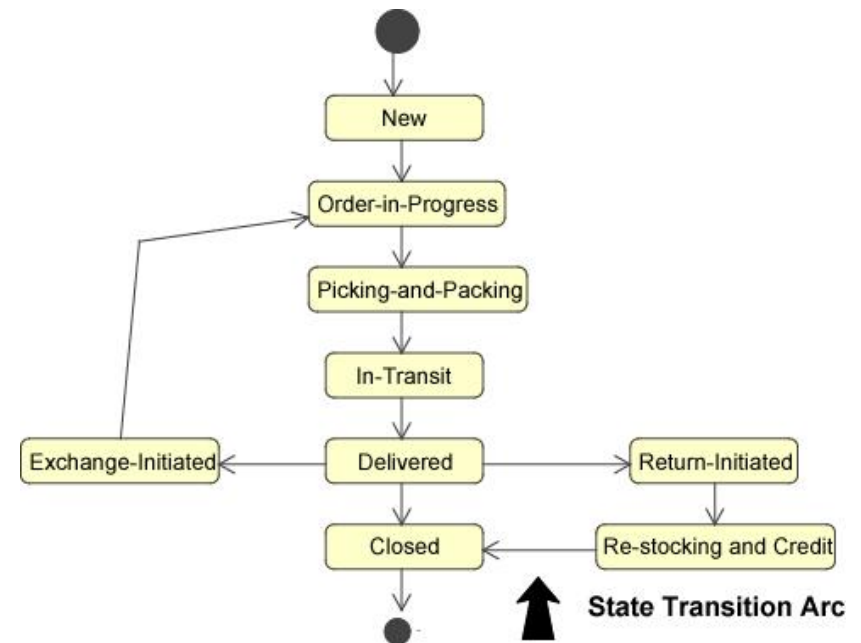 New
Order-in-Progress
Picking-and-Packing
In-Transit
Exchange-Initiated
Delivered
Return-Initiated
Closed
Re-stocking and Credit
State Transition Arc